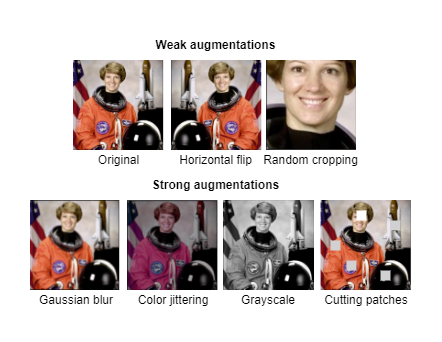 Weak augmentations
Original Horizontal flip Random cropping
Strong augmentations
Gaussian blur Color jittering Grayscale Cutting patches